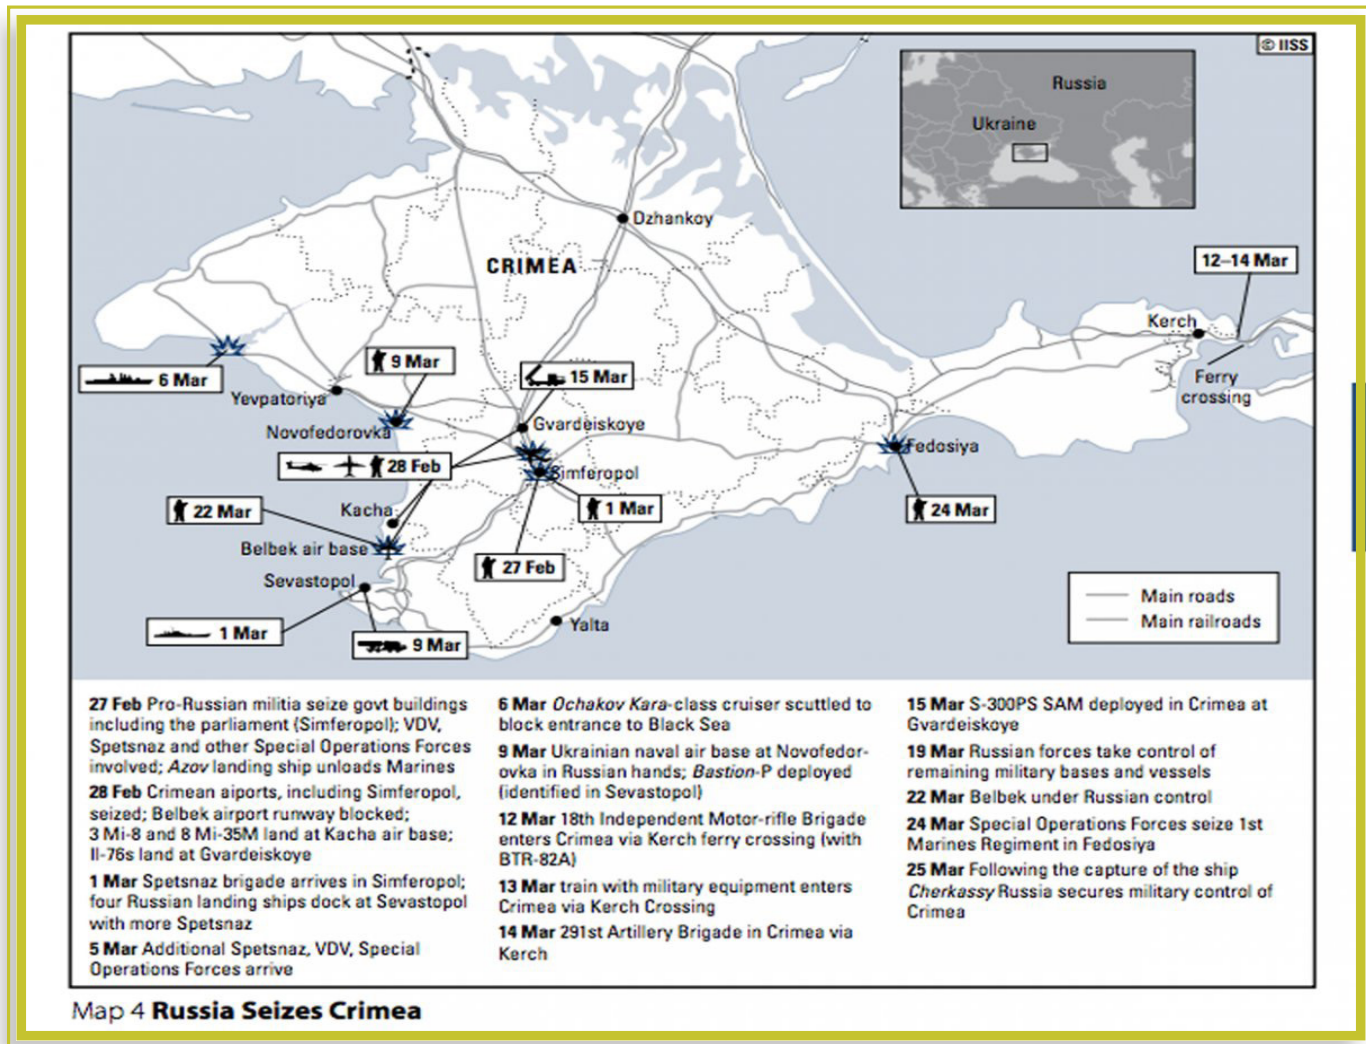 © IISS
Russia
Ukraine
Dzhankoy
CRIMEA
12–14 Mar
Kerch
Ferry
crossing
6 Mar
9 Mar
15 Mar
Yevpatoriya
Novofedorovka
Gvardeiskoye
Fedosiya
28 Feb
Simferopol
22 Mar
Kacha
1 Mar
24 Mar
Belbek air base
27 Feb
Sevastopol
Main roads
Main railroads
1 Mar
9 Mar
Yalta
27 Feb Pro-Russian militia seize govt buildings
including the parliament (Simferopol); VDV,
Spetsnaz and other Special Operations Forces
involved; Azov landing ship unloads Marines
28 Feb Crimean aiports, including Simferopol,
seized; Belbek airport runway blocked;
3 Mi-8 and 8 Mi-35M land at Kacha air base;
Il-76s land at Gvardeiskoye
1 Mar Spetsnaz brigade arrives in Simferopol;
four Russian landing ships dock at Sevastopol
with more Spetsnaz
5 Mar Additional Spetsnaz, VDV, Special
Operations Forces arrive
6 Mar Ochakov Kara-class cruiser scuttled to
block entrance to Black Sea
9 Mar Ukrainian naval air base at Novofedor-
ovka in Russian hands; Bastion-P deployed
(identified in Sevastopol)
12 Mar 18th Independent Motor-rifle Brigade
enters Crimea via Kerch ferry crossing (with
BTR-82A)
13 Mar train with military equipment enters
Crimea via Kerch Crossing
14 Mar 291st Artillery Brigade in Crimea via
Kerch
15 Mar S-300PS SAM deployed in Crimea at
Gvardeiskoye
19 Mar Russian forces take control of
remaining military bases and vessels
22 Mar Belbek under Russian control
24 Mar Special Operations Forces seize 1st
Marines Regiment in Fedosiya
25 Mar Following the capture of the ship
Cherkassy Russia secures military control of
Crimea
Map 4 Russia Seizes Crimea